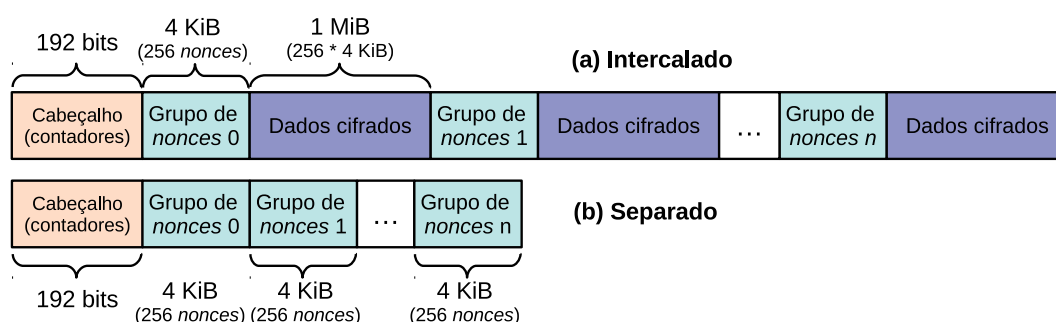 192 bits
4 KiB
(256 nonces)
1 MiB
(256 * 4 KiB)
(a) Intercalado
Cabeçalho
(contadores)
Grupo de
nonces 0
Dados cifrados
Grupo de
nonces 1
Dados cifrados
...
Grupo de
nonces n
Dados cifrados
Cabeçalho
(contadores)
Grupo de
nonces 0
Grupo de
nonces 1
...
Grupo de
nonces n
(b) Separado
192 bits
4 KiB
(256 nonces)
4 KiB
(256 nonces)
4 KiB
(256 nonces)